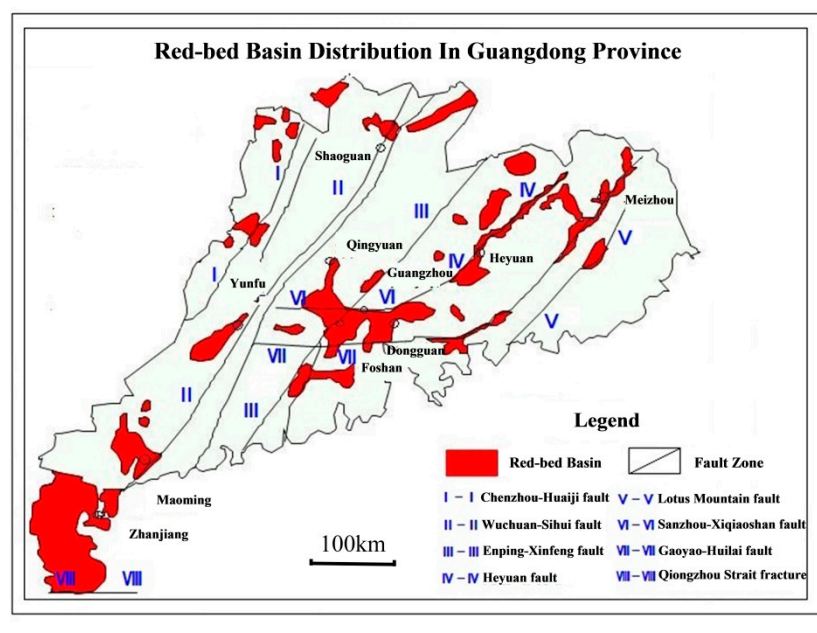 Red-bed Basin Distribution In Guangdong Province
Shaoguan
I
II
III
IV
Meizhou
V
Qingyuan
I
Yunfu
Guangzhou
IV
Heyuan
VI
VI
V
VII
VII
Dongguan
Foshan
II
III
Maoming
Zhanjiang
VIII
VIII
100km
Legend
Red-bed Basin
Fault Zone
I – I Chenzhou-Huaiji fault
II – II Wuchuan-Sihui fault
III – III Enping-Xinfeng fault
IV – IV Heyuan fault
V – V Lotus Mountain fault
VI – VI Sanzhou-Xiqiaoshan fault
VII – VII Gaoyao-Huilai fault
VIII – VIII Qiongzhou Strait fracture